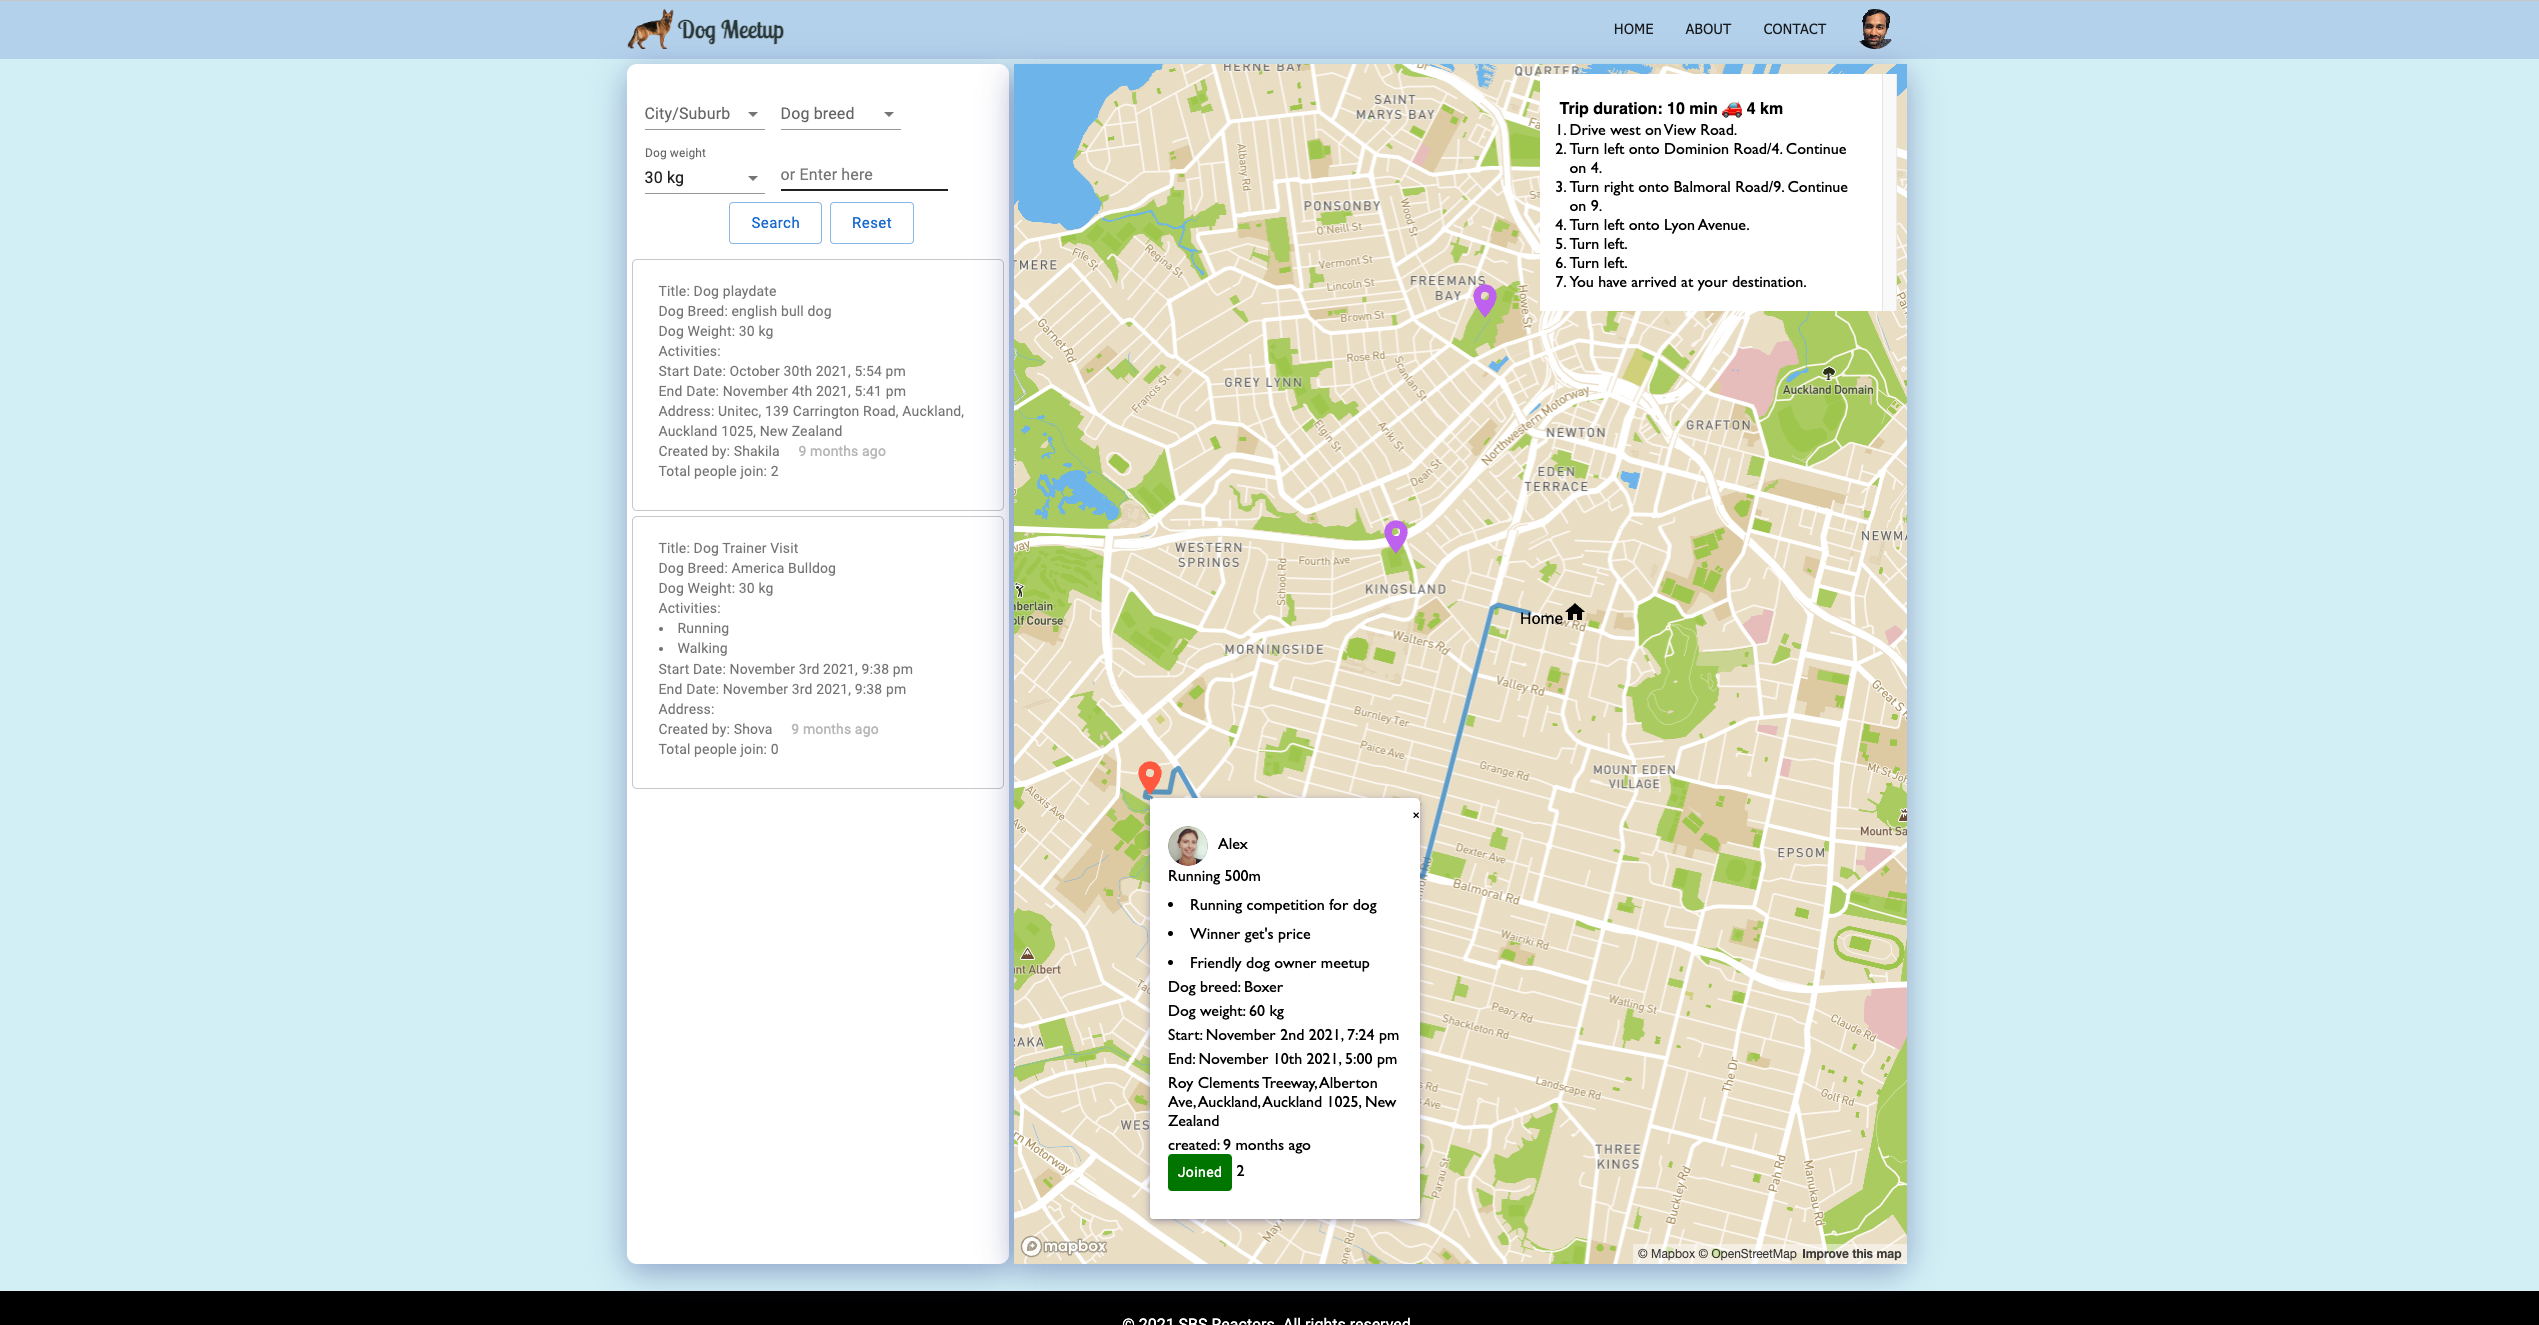 Dog Meetup
HOME
ABOUT
CONTACT
City/Suburb
Dog breed
Dog weight
30 kg
or Enter here
Search
Reset
Title: Dog playdate
Dog Breed: english bull dog
Dog Weight: 30 kg
Activities:
Start Date: October 30th 2021, 5:54 pm
End Date: November 4th 2021, 5:41 pm
Address: Unitec, 139 Carrington Road, Auckland,
Auckland 1025, New Zealand
Created by: Shakila 9 months ago
Total people join: 2
Title: Dog Trainer Visit
Dog Breed: America Bulldog
Dog Weight: 30 kg
Activities:
• Running
• Walking
Start Date: November 3rd 2021, 9:38 pm
End Date: November 3rd 2021, 9:38 pm
Address:
Created by: Shova 9 months ago
Total people join: 0
Trip duration: 10 min 🚗 4 km
1. Drive west on View Road.
2. Turn left onto Dominion Road/4. Continue
on 4.
3. Turn right onto Balmoral Road/9. Continue
on 9.
4. Turn left onto Lyon Avenue.
5. Turn left.
6. Turn left.
7. You have arrived at your destination.
HERNE BAY
QUARTER
SAINT
MARYS BAY
Albany Rd
PONSONBY
Wood St
O'Neill St
Fife St
Regina St
TMERE
Vermont St
Lincoln St
FREEMANS
BAY
Howe St
Brown St
Garnet Rd
Rose Rd
Scanlan St
GREY LYNN
Francis St
Auckland Domain
Northwestern Motorway
Elgin St
Ariki St
NEWTON
GRAFTON
Dean St
EDEN
TERRACE
WESTERN
SPRINGS
Fourth Ave
School Rd
NEWMA
KINGSLAND
berlain
olf Course
Home
Walters Rd
MORNINGSIDE
Valley Rd
Great S
Burnley Ter
Paice Ave
Grange Rd
MOUNT EDEN
VILLAGE
Mt St Jo
Alexis Ave
Mount Sa
Dexter Ave
EPSOM
Balmoral Rd
Wairiki Rd
nt Albert
Peary Rd
Watling St
Shackleton Rd
Claude Rd
RAKA
The Dr
Landscape Rd
Golf Rd
WES
THREE
KINGS
Parau St
Buckley Rd
Pah Rd
Manukau Rd
rn Motorway
Alex
Running 500m
• Running competition for dog
• Winner get's price
• Friendly dog owner meetup
Dog breed: Boxer
Dog weight: 60 kg
Start: November 2nd 2021, 7:24 pm
End: November 10th 2021, 5:00 pm
Roy Clements Treeway, Alberton
Ave, Auckland, Auckland 1025, New
Zealand
created: 9 months ago
Joined 2
mapbox
© Mapbox © OpenStreetMap Improve this map
© 2021 SBS Reactors. All rights reserved